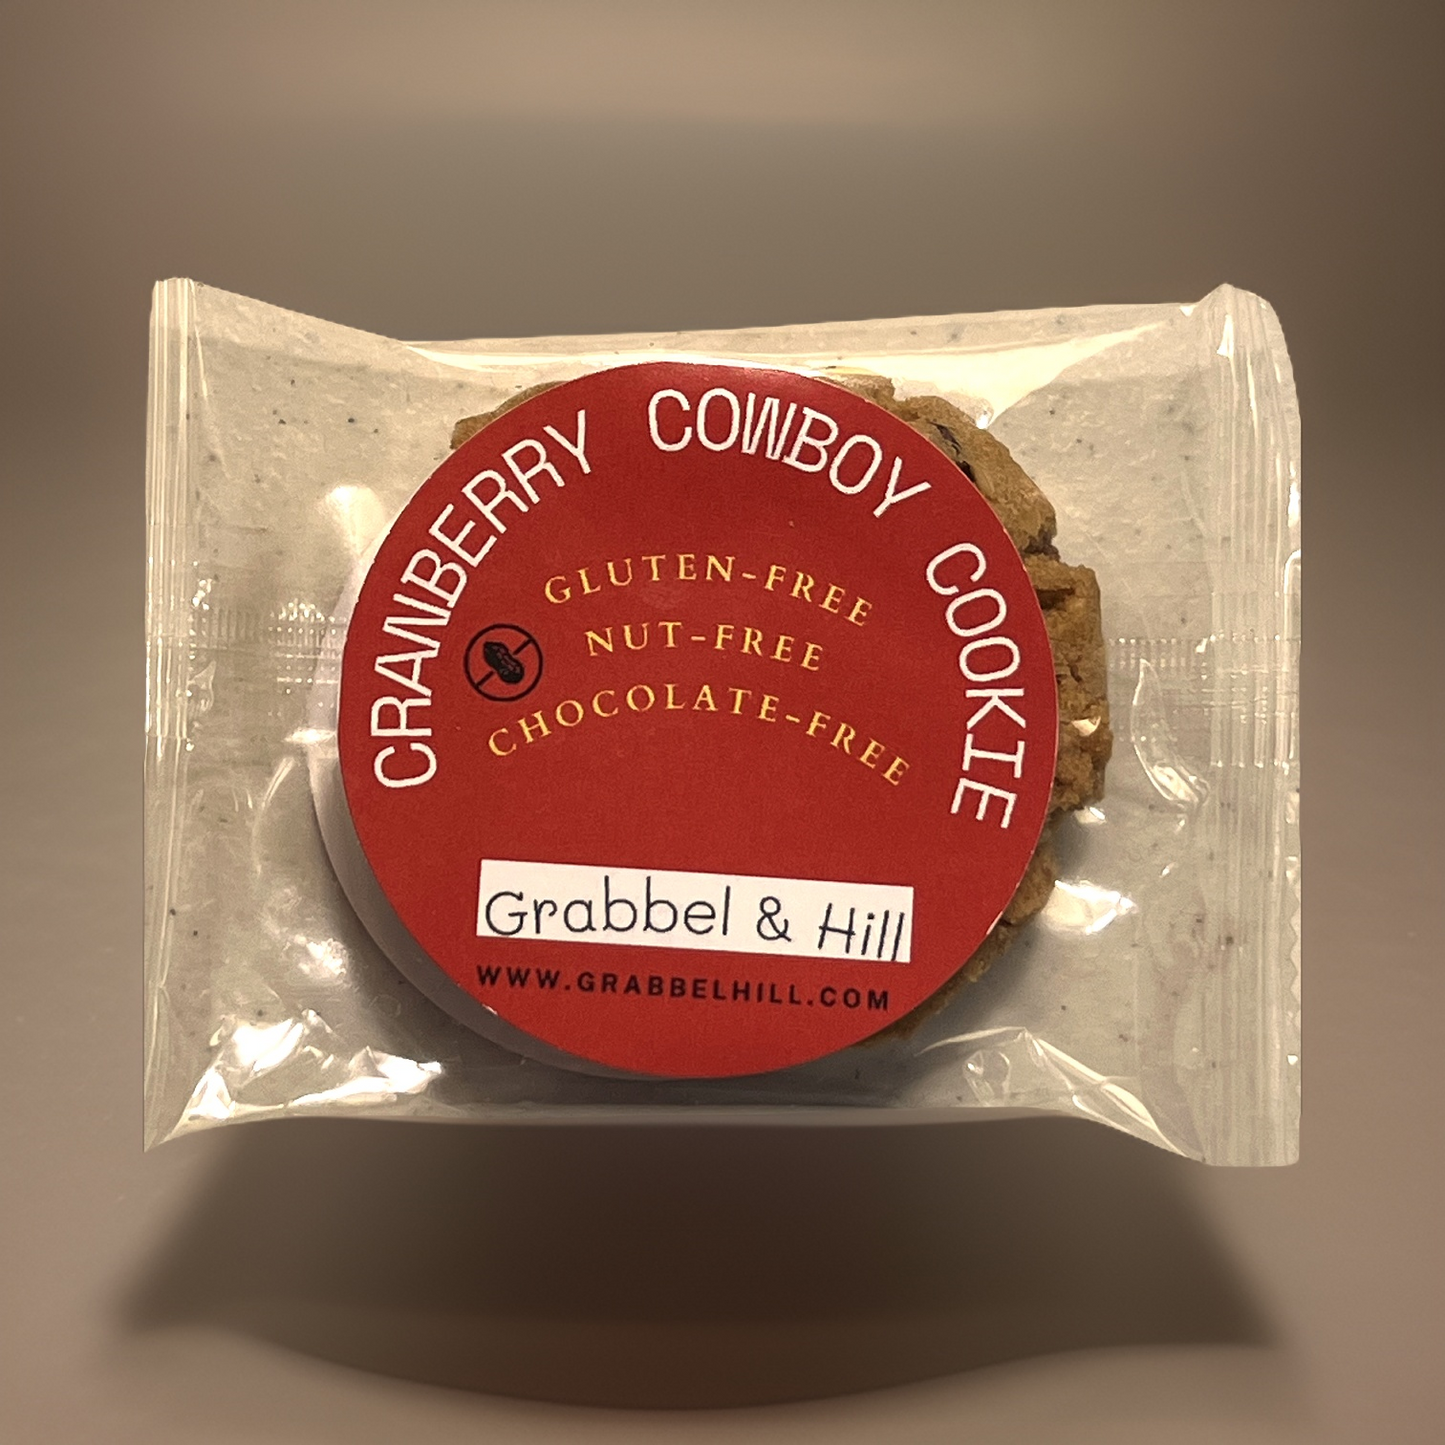 CRANBERRY COWBOY COOKIE
GLUTEN-FREE
NUT-FREE
CHOCOLATE-FREE
Grabbel & Hill
WWW.GRABBELHILL.COM